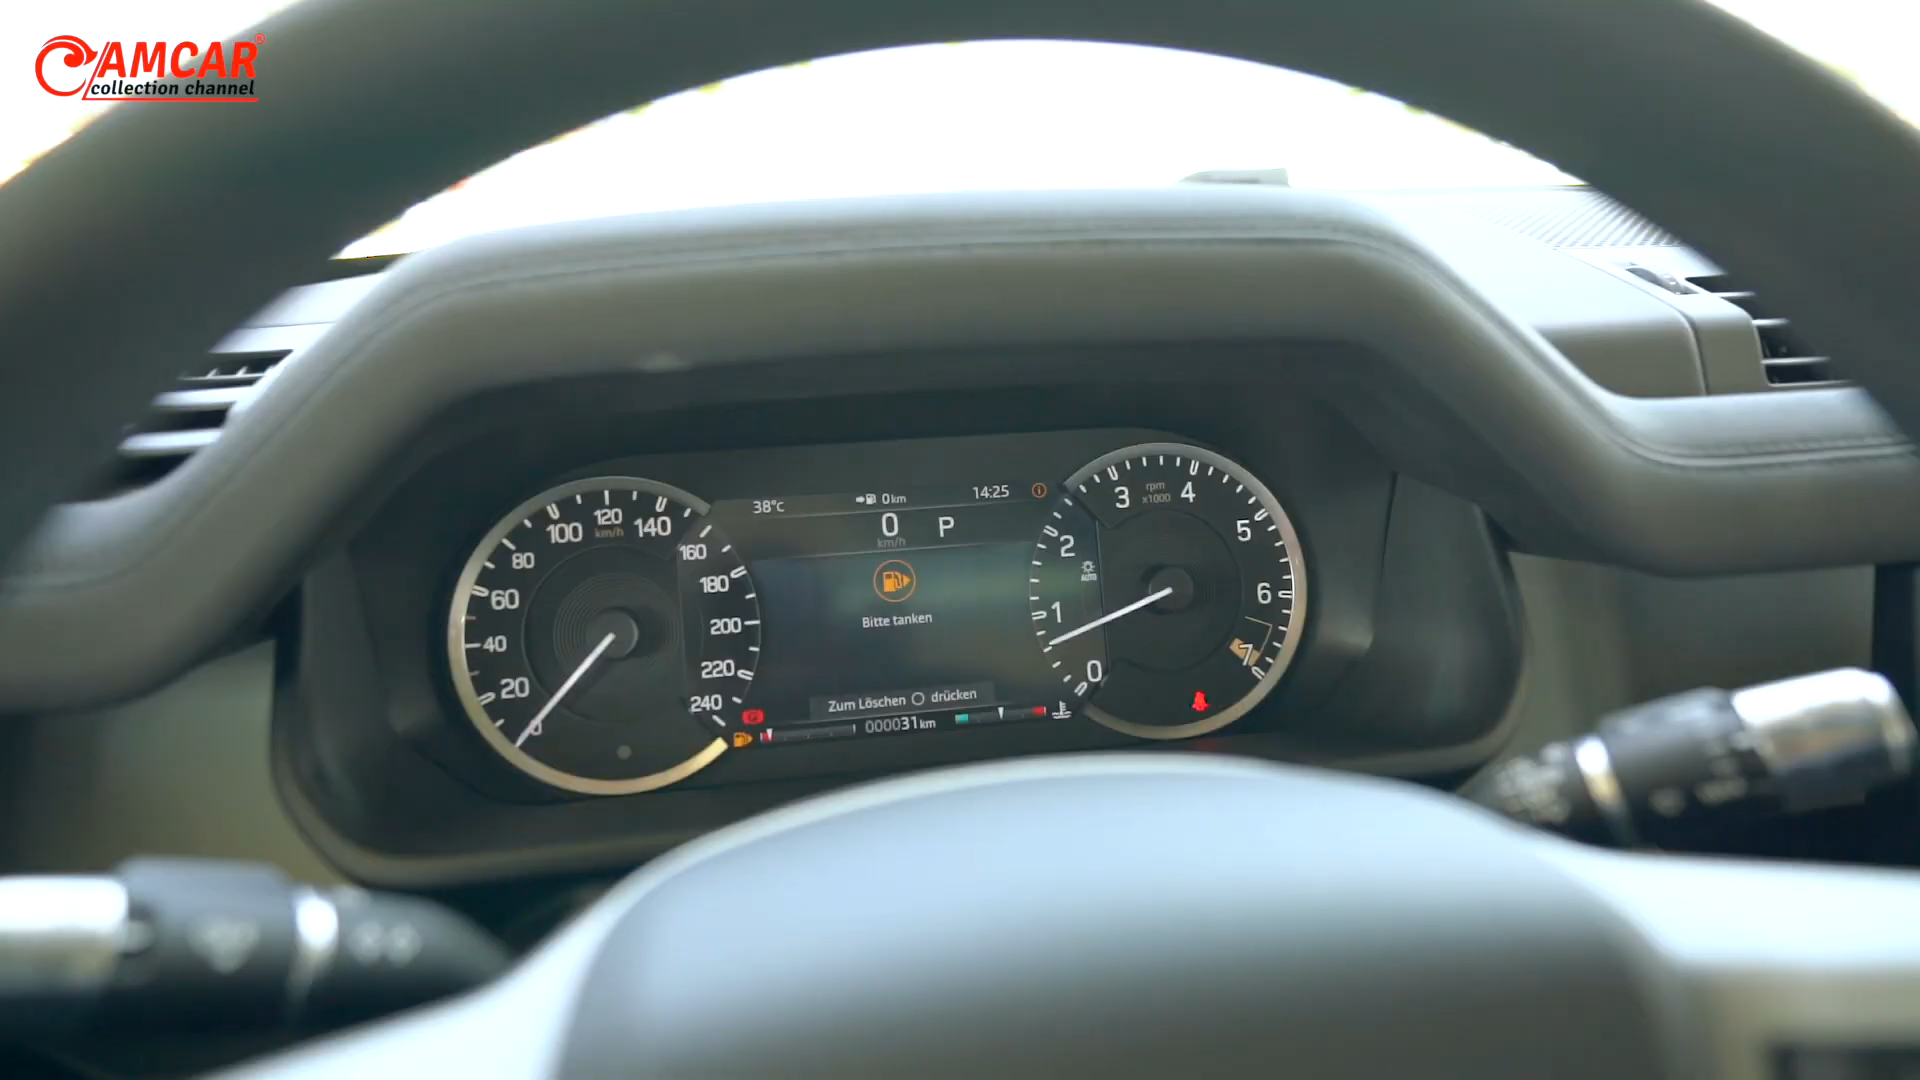 CAMCAR®
collection channel
38°C
0 km
14:25
0
km/h
P
Bitte tanken
Zum Löschen ○ drücken
000031 km
0
20
40
60
80
100
120
km/h
140
160
180
200
220
240
0
1
2
3
4
5
6
7
rpm
x1000
AUTO